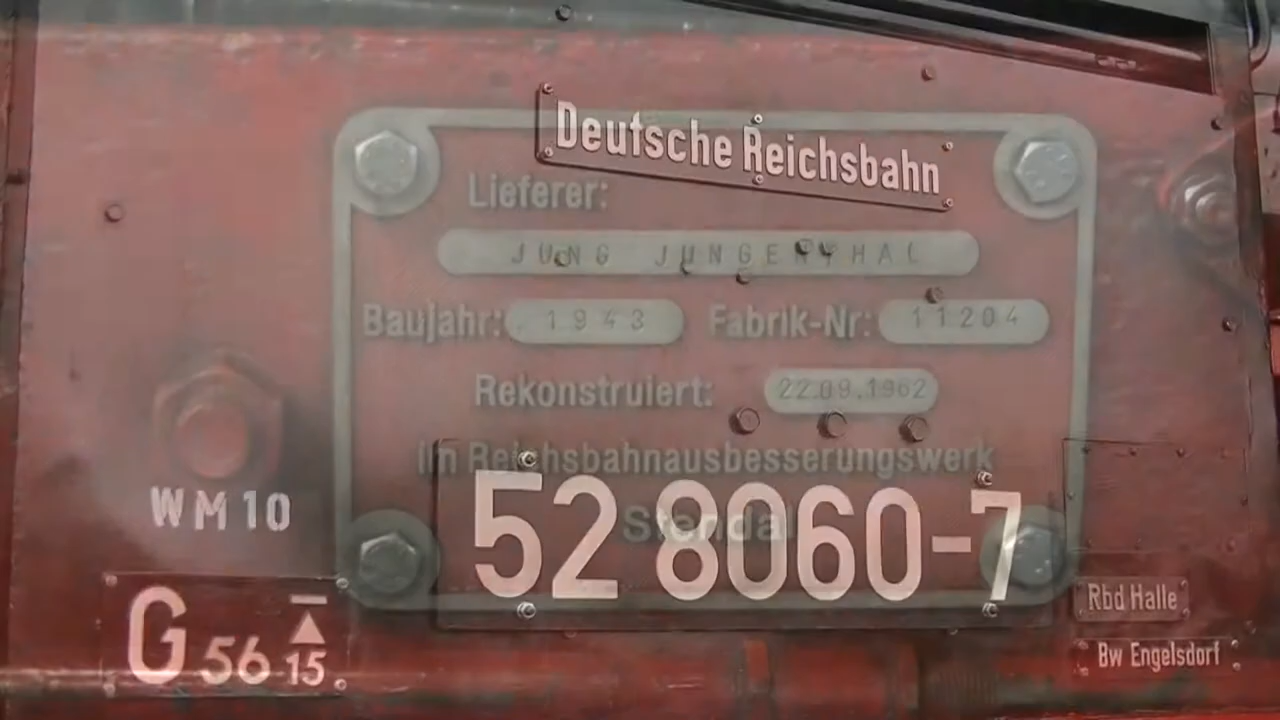 Deutsche Reichsbahn
Lieferer:
JUNG JUNGENTHAL
Baujahr: 1943 Fabrik-Nr: 11204
Rekonstruiert: 22.09.1962
Im Reichsbahnausbesserungswerk
Stendal
52 8060-7
WM 10
G 56 15
Rbd Halle
Bw Engelsdorf